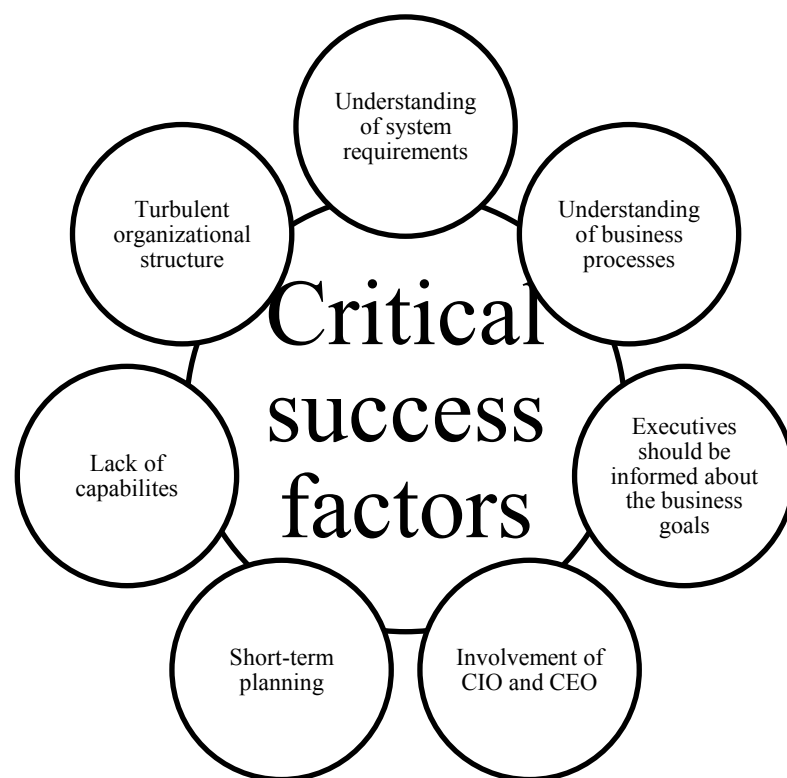 Understanding
of system
requirements
Understanding
of business
processes
Executives
should be
informed about
the business
goals
Involvement of
CIO and CEO
Short-term
planning
Lack of
capabilites
Turbulent
organizational
structure
Critical
success
factors